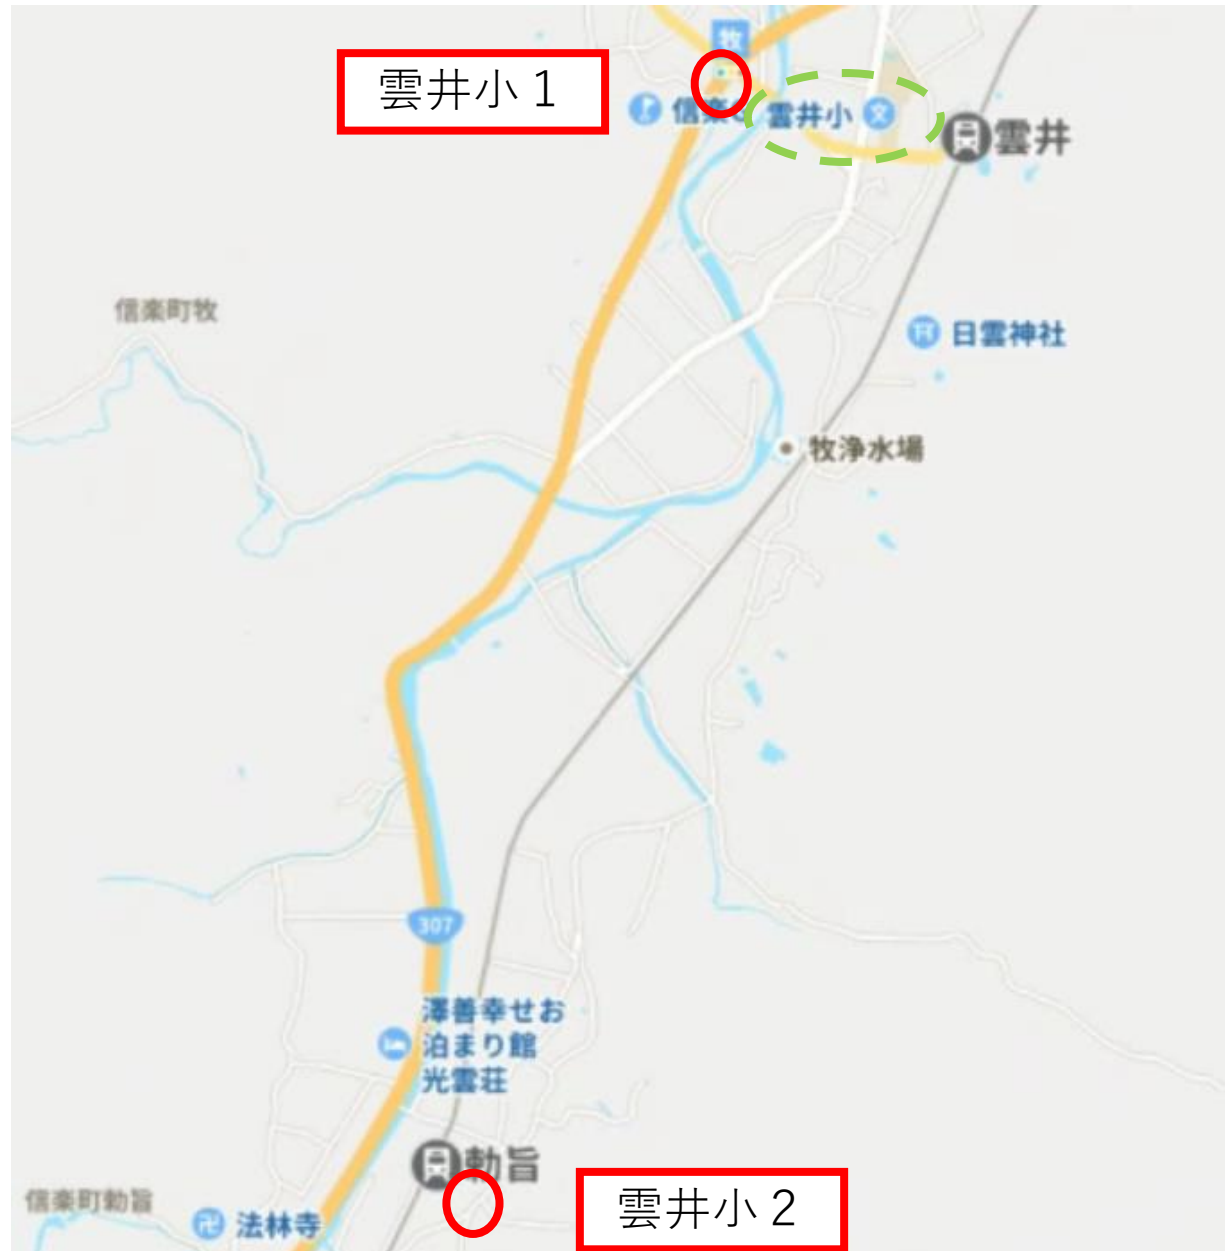 牧
雲井小1
信楽
雲井小
文
雲井
信楽町牧
日雲神社
牧浄水場
307
澤善幸せお
泊まり館
光雲荘
勅旨
信楽町勅旨
卍 法林寺
雲井小2